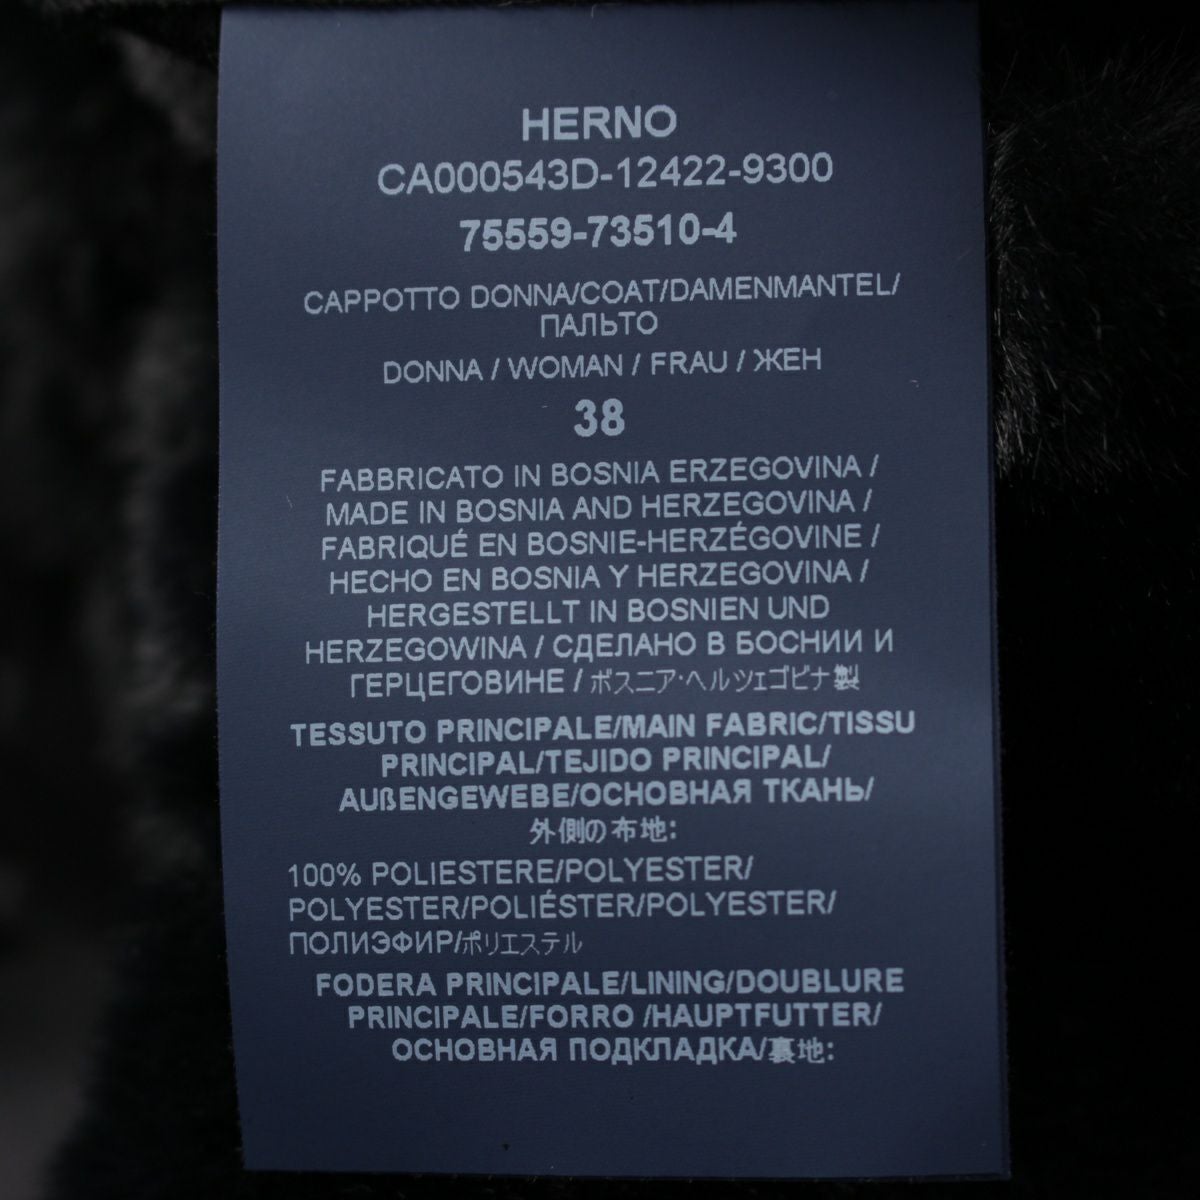 HERNO
CA000543D-12422-9300
75559-73510-4
CAPPOTTO DONNA/COAT/DAMENMANTEL/
ПАЛЬТО
DONNA / WOMAN / FRAU / ЖЕН
38
FABBRICATO IN BOSNIA ERZEGOVINA /
MADE IN BOSNIA AND HERZEGOVINA /
FABRIQUÉ EN BOSNIE-HERZÉGOVINE /
HECHO EN BOSNIA Y HERZEGOVINA /
HERGESTELLT IN BOSNIEN UND
HERZEGOWINA / СДЕЛАНО В БОСНИИ И
ГЕРЦЕГОВИНЕ / ボスニア・ヘルツェゴビナ製
TESSUTO PRINCIPALE/MAIN FABRIC/TISSU
PRINCIPAL/TEJIDO PRINCIPAL/
AUßENGEWEBE/ОСНОВНАЯ ТКАНЬ/
外側の布地:
100% POLIESTERE/POLYESTER/
POLYESTER/POLIÉSTER/POLYESTER/
ПОЛИЭФИР/ポリエステル
FODERA PRINCIPALE/LINING/DOUBLURE
PRINCIPALE/FORRO /HAUPTFUTTER/
ОСНОВНАЯ ПОДКЛАДКА/裏地: